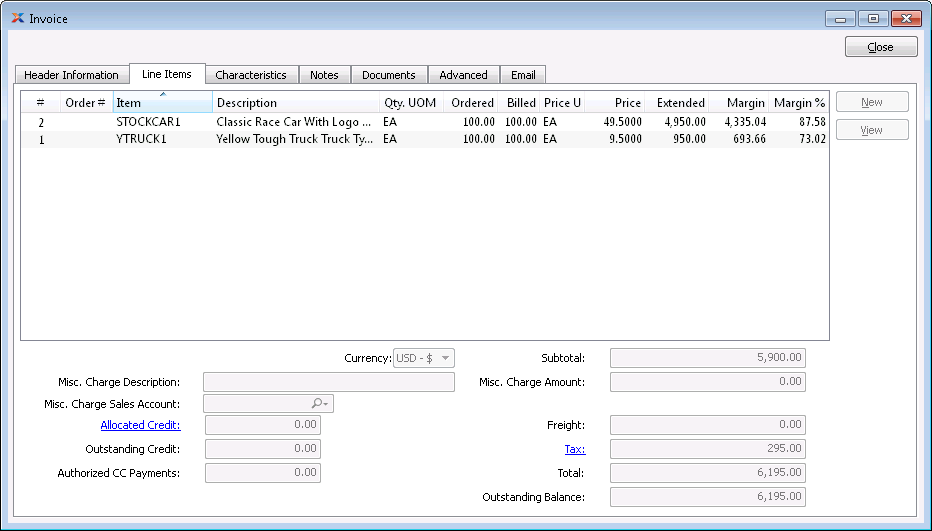 Invoice
Close
Header Information Line Items Characteristics Notes Documents Advanced Email
# Order # Item Description Qty. UOM Ordered Billed Price U Price Extended Margin Margin %
2 STOCKCAR1 Classic Race Car With Logo ... EA 100.00 100.00 EA 49.5000 4,950.00 4,335.04 87.58
1 YTRUCK1 Yellow Tough Truck Truck Ty... EA 100.00 100.00 EA 9.5000 950.00 693.66 73.02
New
View
Currency: USD - $ Subtotal: 5,900.00
Misc. Charge Description: Misc. Charge Amount: 0.00
Misc. Charge Sales Account:
Allocated Credit: 0.00 Freight: 0.00
Outstanding Credit: 0.00 Tax: 295.00
Authorized CC Payments: 0.00 Total: 6,195.00
Outstanding Balance: 6,195.00